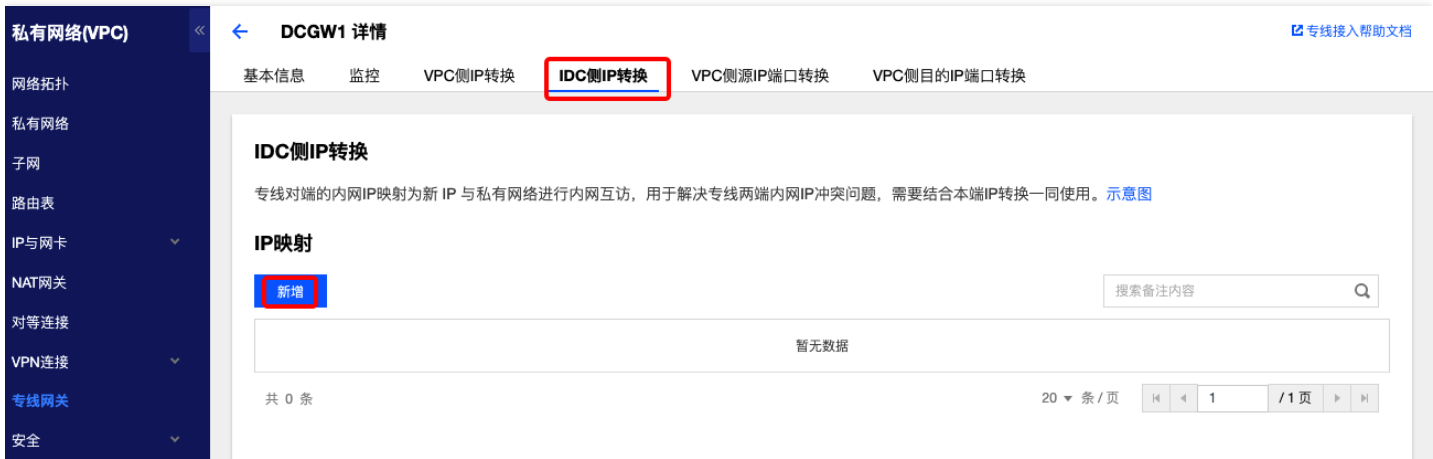 私有网络(VPC)
«
网络拓扑
私有网络
子网
路由表
IP与网卡
NAT网关
对等连接
VPN连接
专线网关
安全
DCGW1 详情
专线接入帮助文档
基本信息 监控 VPC侧IP转换 IDC侧IP转换 VPC侧源IP端口转换 VPC侧目的IP端口转换
IDC侧IP转换
专线对端的内网IP映射为新 IP 与私有网络进行内网互访，用于解决专线两端内网IP冲突问题，需要结合本端IP转换一同使用。示意图
IP映射
新增
搜索备注内容
暂无数据
共 0 条
20 条 / 页 1 / 1 页